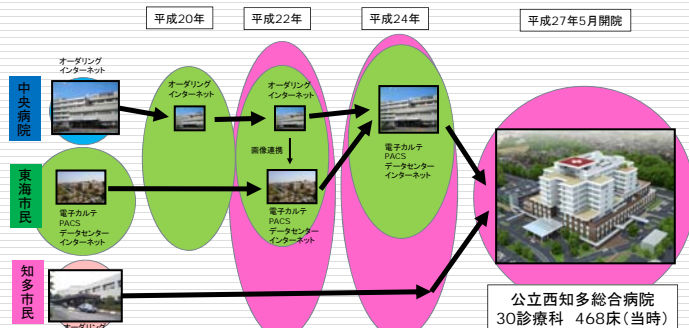 平成20年
平成22年
平成24年
平成27年5月開院
中央病院
オーダリング
インターネット
オーダリング
インターネット
オーダリング
インターネット
画像連携
電子カルテ
PACS
データセンター
インターネット
東海市民
電子カルテ
PACS
データセンター
インターネット
電子カルテ
PACS
データセンター
インターネット
知多市民
オーダリング
公立西知多総合病院
30診療科 468床(当時)